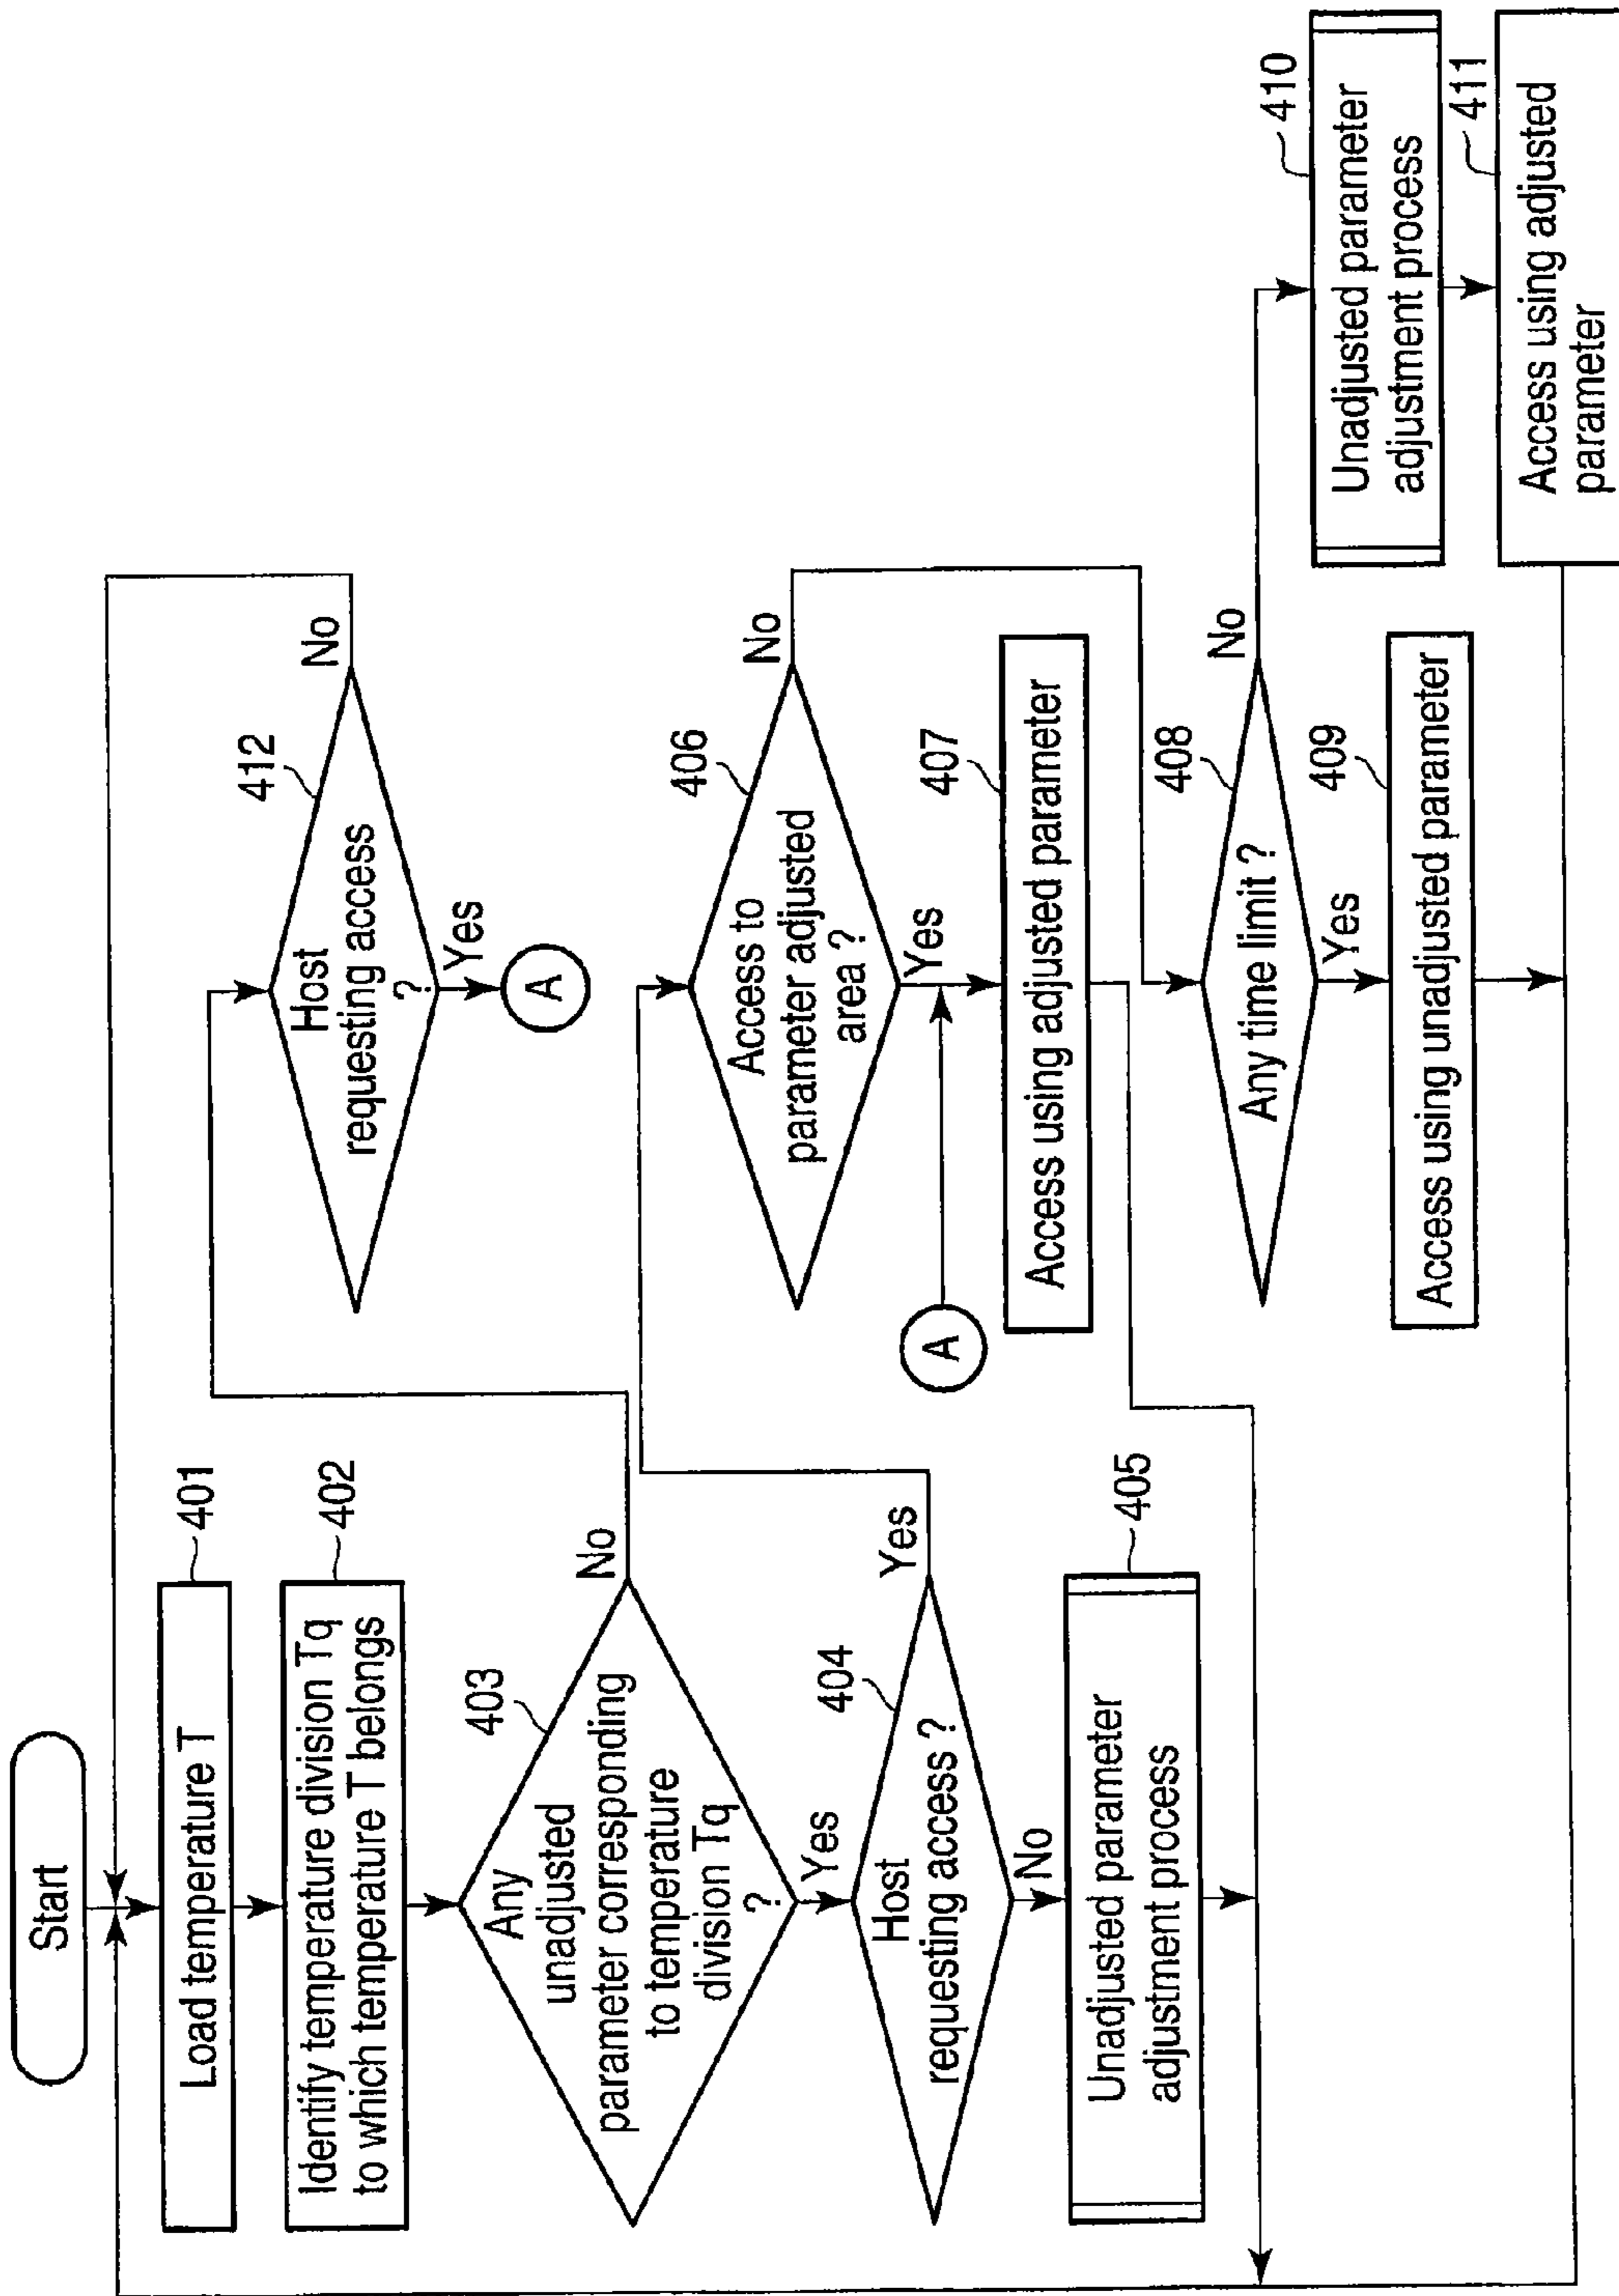 Start
Load temperature T
401
Identify temperature division Tq
to which temperature T belongs
402
Any
unadjusted
parameter corresponding
to temperature
division Tq
?
403
No
Yes
Host
requesting access ?
404
Yes
No
Unadjusted parameter
adjustment process
405
Host
requesting access
?
412
No
Yes
A
Access to
parameter adjusted
area ?
406
No
Yes
A
Access using adjusted parameter
407
Any time limit ?
408
No
Yes
Access using unadjusted parameter
409
Unadjusted parameter
adjustment process
410
Access using adjusted
parameter
411